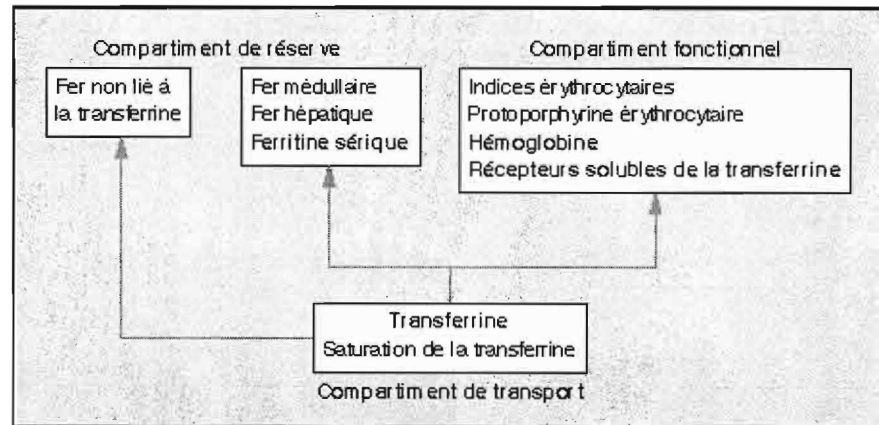 Compartiment de réserve
Fer non lié à
la transferrine
Fer médullaire
Fer hépatique
Ferritine sérique
Compartiment fonctionnel
Indices érythrocytaires
Protoporphyrine érythrocytaire
Hémoglobine
Récepteurs solubles de la transferrine
Transferrine
Saturation de la transferrine
Compartiment de transport